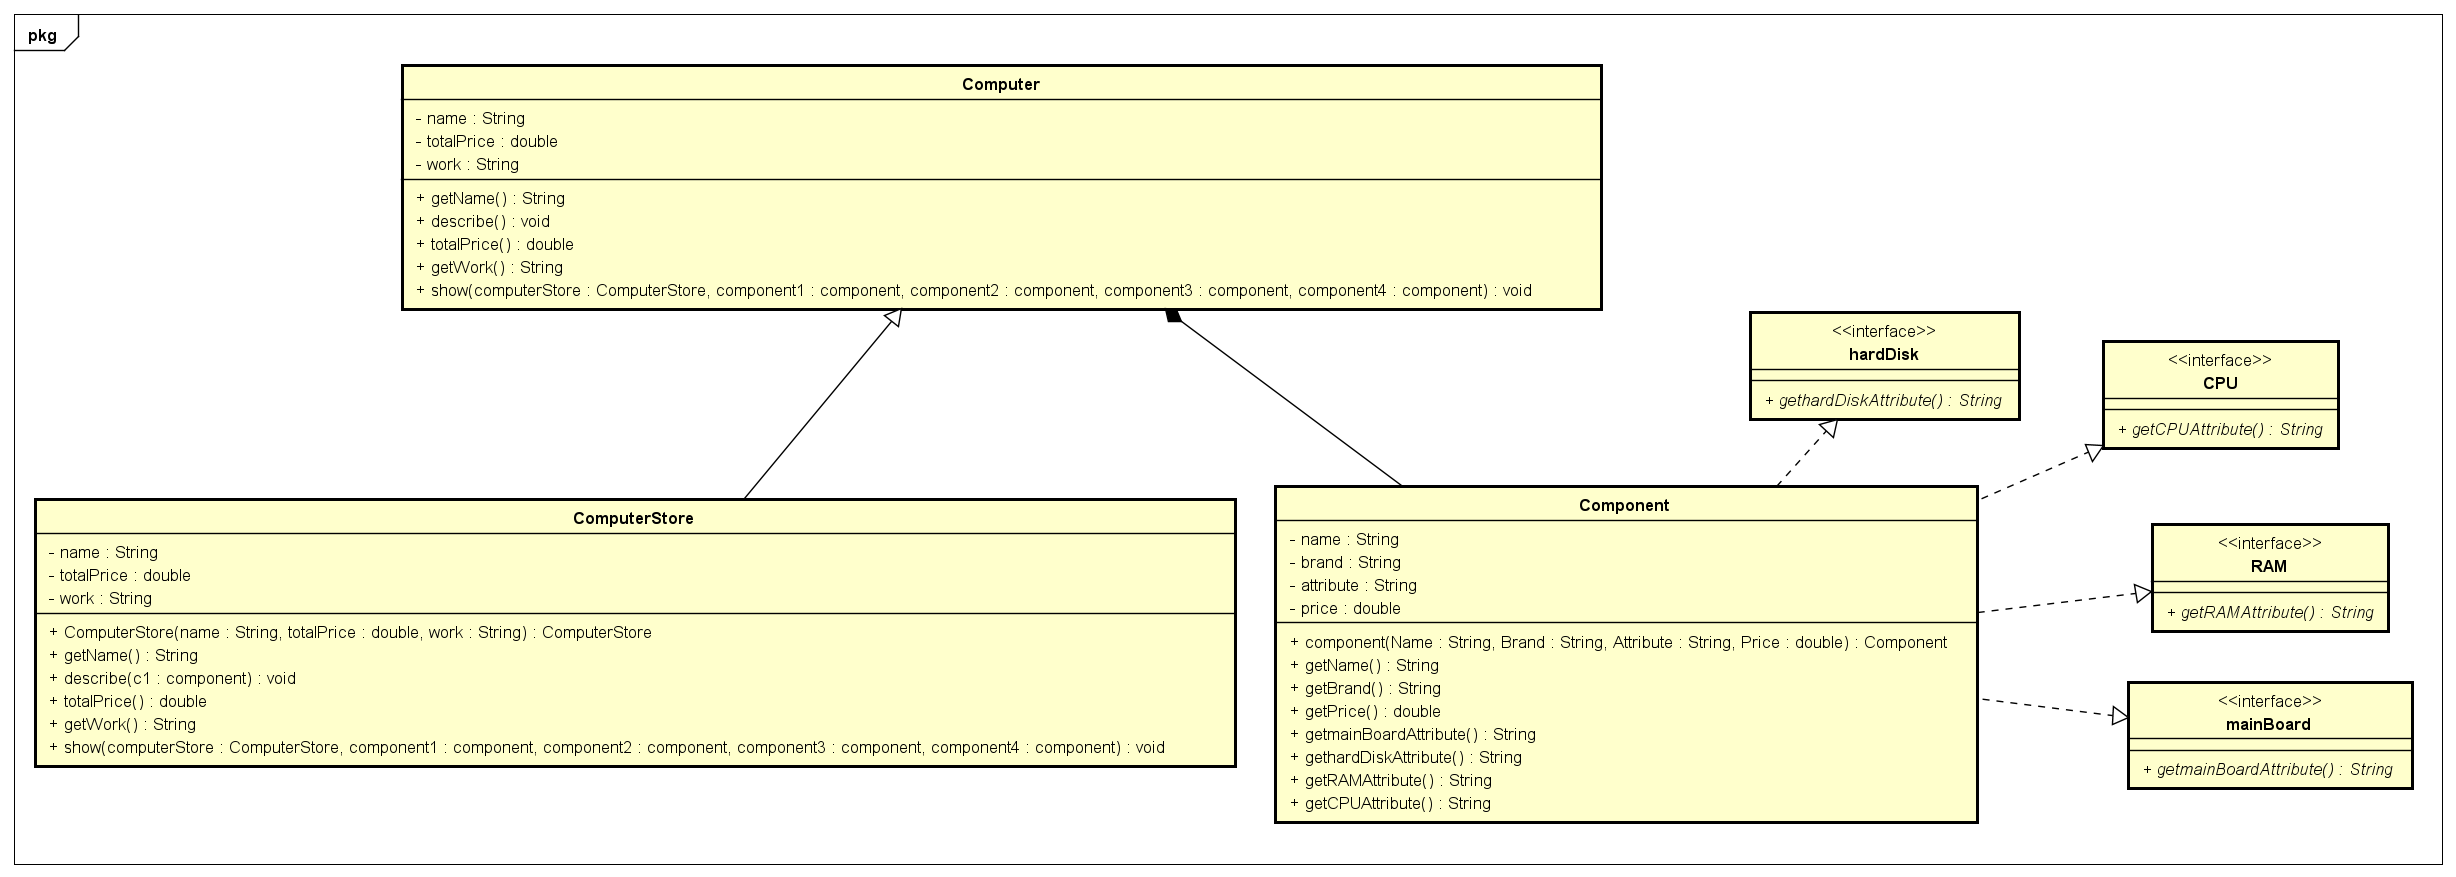 pkg
Computer
- name : String
- totalPrice : double
- work : String
+ getName() : String
+ describe() : void
+ totalPrice() : double
+ getWork() : String
+ show(computerStore : ComputerStore, component1 : component, component2 : component, component3 : component, component4 : component) : void
<<interface>>
hardDisk
+ gethardDiskAttribute() : String
<<interface>>
CPU
+ getCPUAttribute() : String
ComputerStore
- name : String
- totalPrice : double
- work : String
+ ComputerStore(name : String, totalPrice : double, work : String) : ComputerStore
+ getName() : String
+ describe(c1 : component) : void
+ totalPrice() : double
+ getWork() : String
+ show(computerStore : ComputerStore, component1 : component, component2 : component, component3 : component, component4 : component) : void
Component
- name : String
- brand : String
- attribute : String
- price : double
+ component(Name : String, Brand : String, Attribute : String, Price : double) : Component
+ getName() : String
+ getBrand() : String
+ getPrice() : double
+ getmainBoardAttribute() : String
+ gethardDiskAttribute() : String
+ getRAMAttribute() : String
+ getCPUAttribute() : String
<<interface>>
RAM
+ getRAMAttribute() : String
<<interface>>
mainBoard
+ getmainBoardAttribute() : String